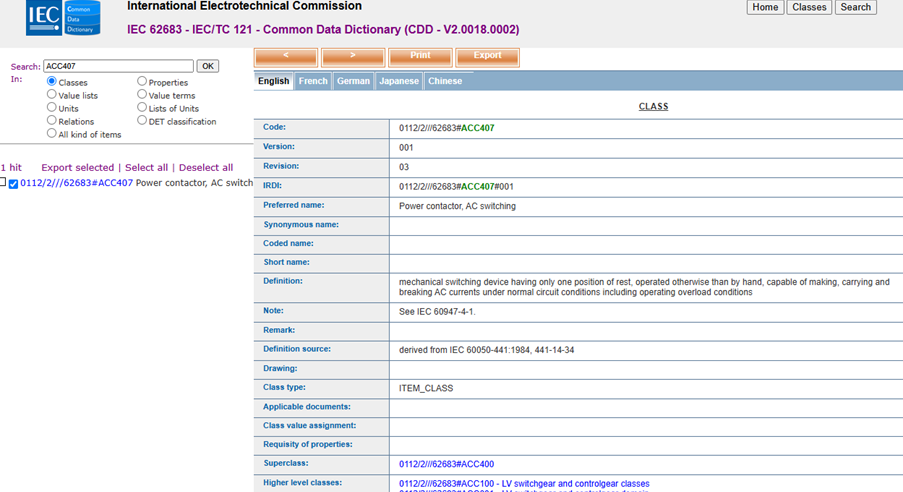 IEC Common Data Dictionary
International Electrotechnical Commission
IEC 62683 - IEC/TC 121 - Common Data Dictionary (CDD - V2.0018.0002)
Home Classes Search
Search: ACC407 OK
In:
Classes Properties
Value lists Value terms
Units Lists of Units
Relations DET classification
All kind of items
1 hit Export selected | Select all | Deselect all
0112/2///62683#ACC407 Power contactor, AC switch
< > Print Export
English French German Japanese Chinese
CLASS
Code: 0112/2///62683#ACC407
Version: 001
Revision: 03
IRDI: 0112/2///62683#ACC407#001
Preferred name: Power contactor, AC switching
Synonymous name:
Coded name:
Short name:
Definition: mechanical switching device having only one position of rest, operated otherwise than by hand, capable of making, carrying and
breaking AC currents under normal circuit conditions including operating overload conditions
Note: See IEC 60947-4-1.
Remark:
Definition source: derived from IEC 60050-441:1984, 441-14-34
Drawing:
Class type: ITEM_CLASS
Applicable documents:
Class value assignment:
Requisity of properties:
Superclass: 0112/2///62683#ACC400
Higher level classes: 0112/2///62683#ACC100 - LV switchgear and controlgear classes